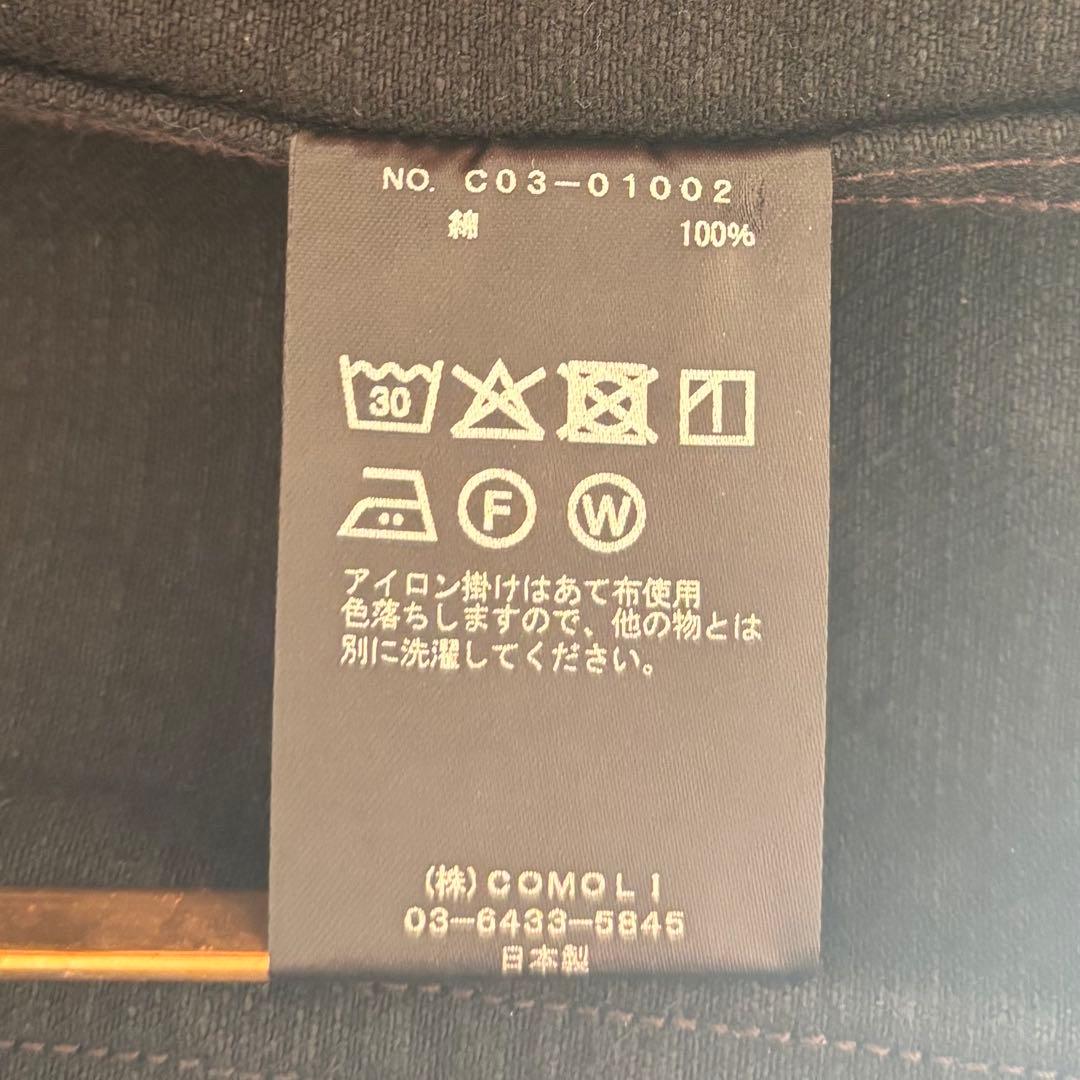 NO. C03-01002
綿 100%
30
F W
アイロン掛けはあて布使用
色落ちしますので、他の物とは
別に洗濯してください。
(株)COMOLI
03-6433-5845
日本製